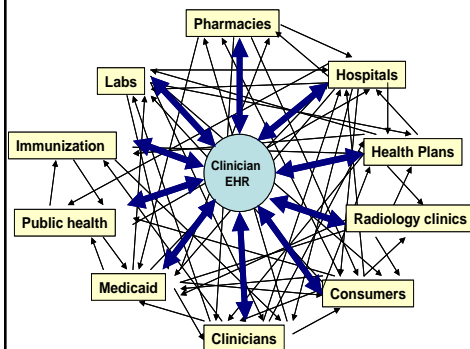 Pharmacies
Labs
Hospitals
Immunization
Clinician
EHR
Health Plans
Public health
Radiology clinics
Medicaid
Consumers
Clinicians